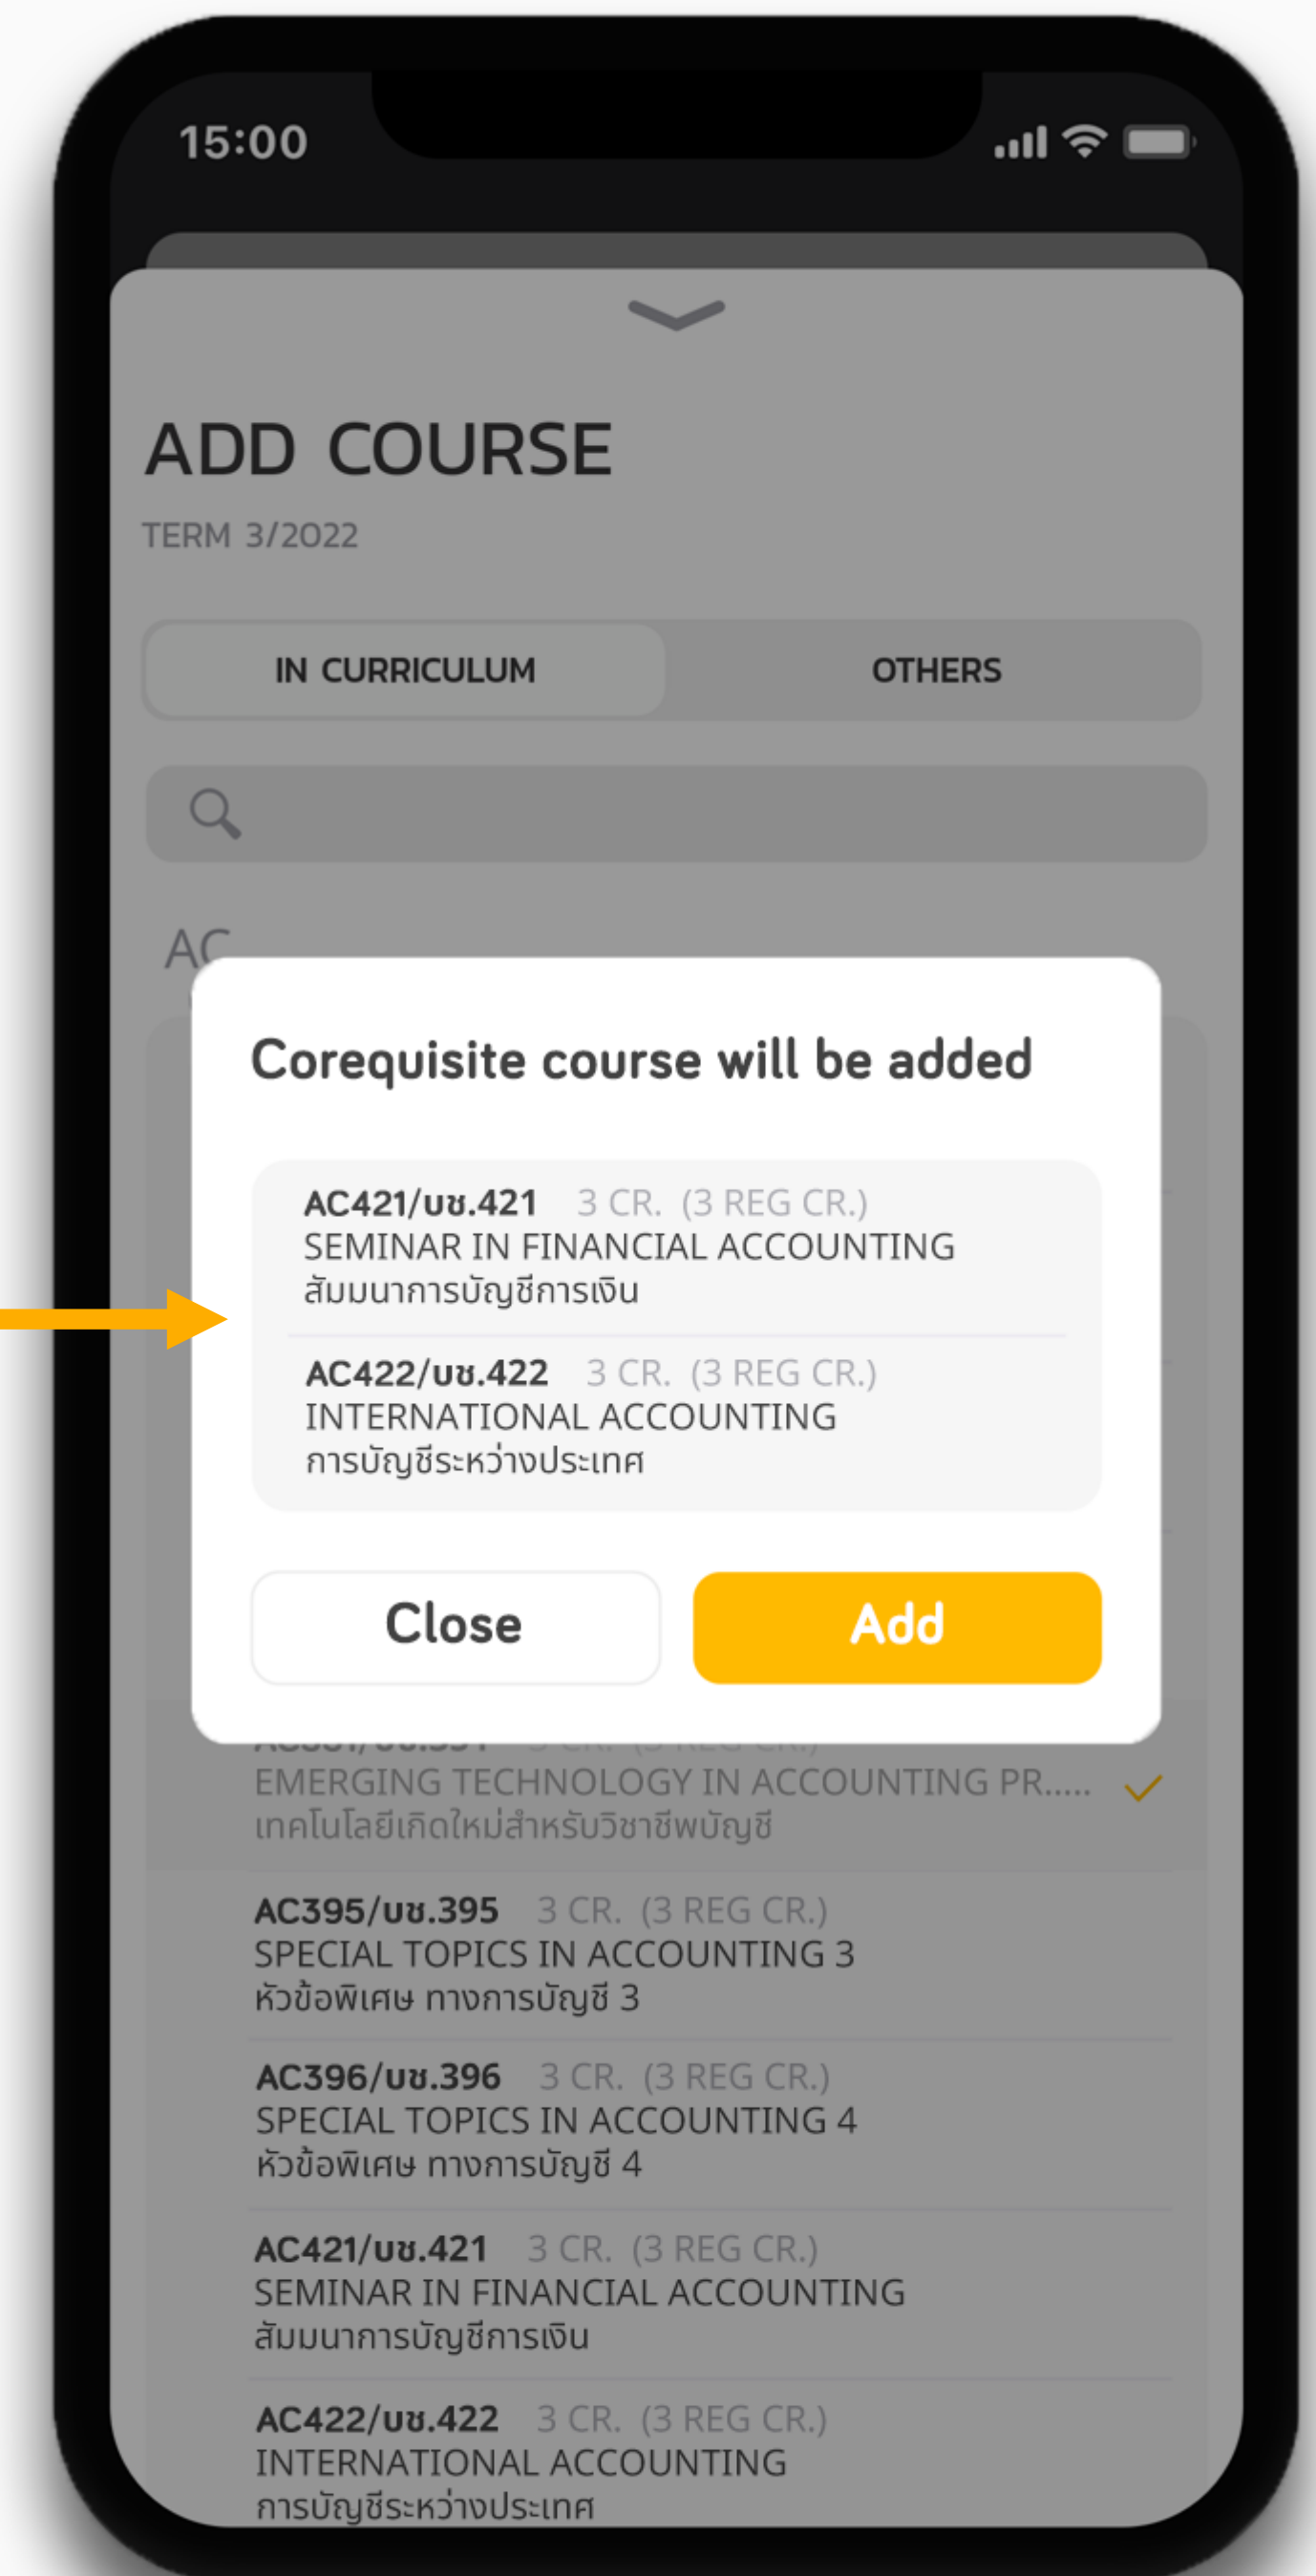 15:00
ADD COURSE
TERM 3/2022
IN CURRICULUM
OTHERS
AC
Corequisite course will be added
AC421/บช.421 3 CR. (3 REG CR.)
SEMINAR IN FINANCIAL ACCOUNTING
สัมมนาการบัญชีการเงิน
AC422/บช.422 3 CR. (3 REG CR.)
INTERNATIONAL ACCOUNTING
การบัญชีระหว่างประเทศ
Close
Add
EMERGING TECHNOLOGY IN ACCOUNTING PR.....
เทคโนโลยีเกิดใหม่สำหรับวิชาชีพบัญชี
AC395/บช.395 3 CR. (3 REG CR.)
SPECIAL TOPICS IN ACCOUNTING 3
หัวข้อพิเศษ ทางการบัญชี 3
AC396/บช.396 3 CR. (3 REG CR.)
SPECIAL TOPICS IN ACCOUNTING 4
หัวข้อพิเศษ ทางการบัญชี 4
AC421/บช.421 3 CR. (3 REG CR.)
SEMINAR IN FINANCIAL ACCOUNTING
สัมมนาการบัญชีการเงิน
AC422/บช.422 3 CR. (3 REG CR.)
INTERNATIONAL ACCOUNTING
การบัญชีระหว่างประเทศ